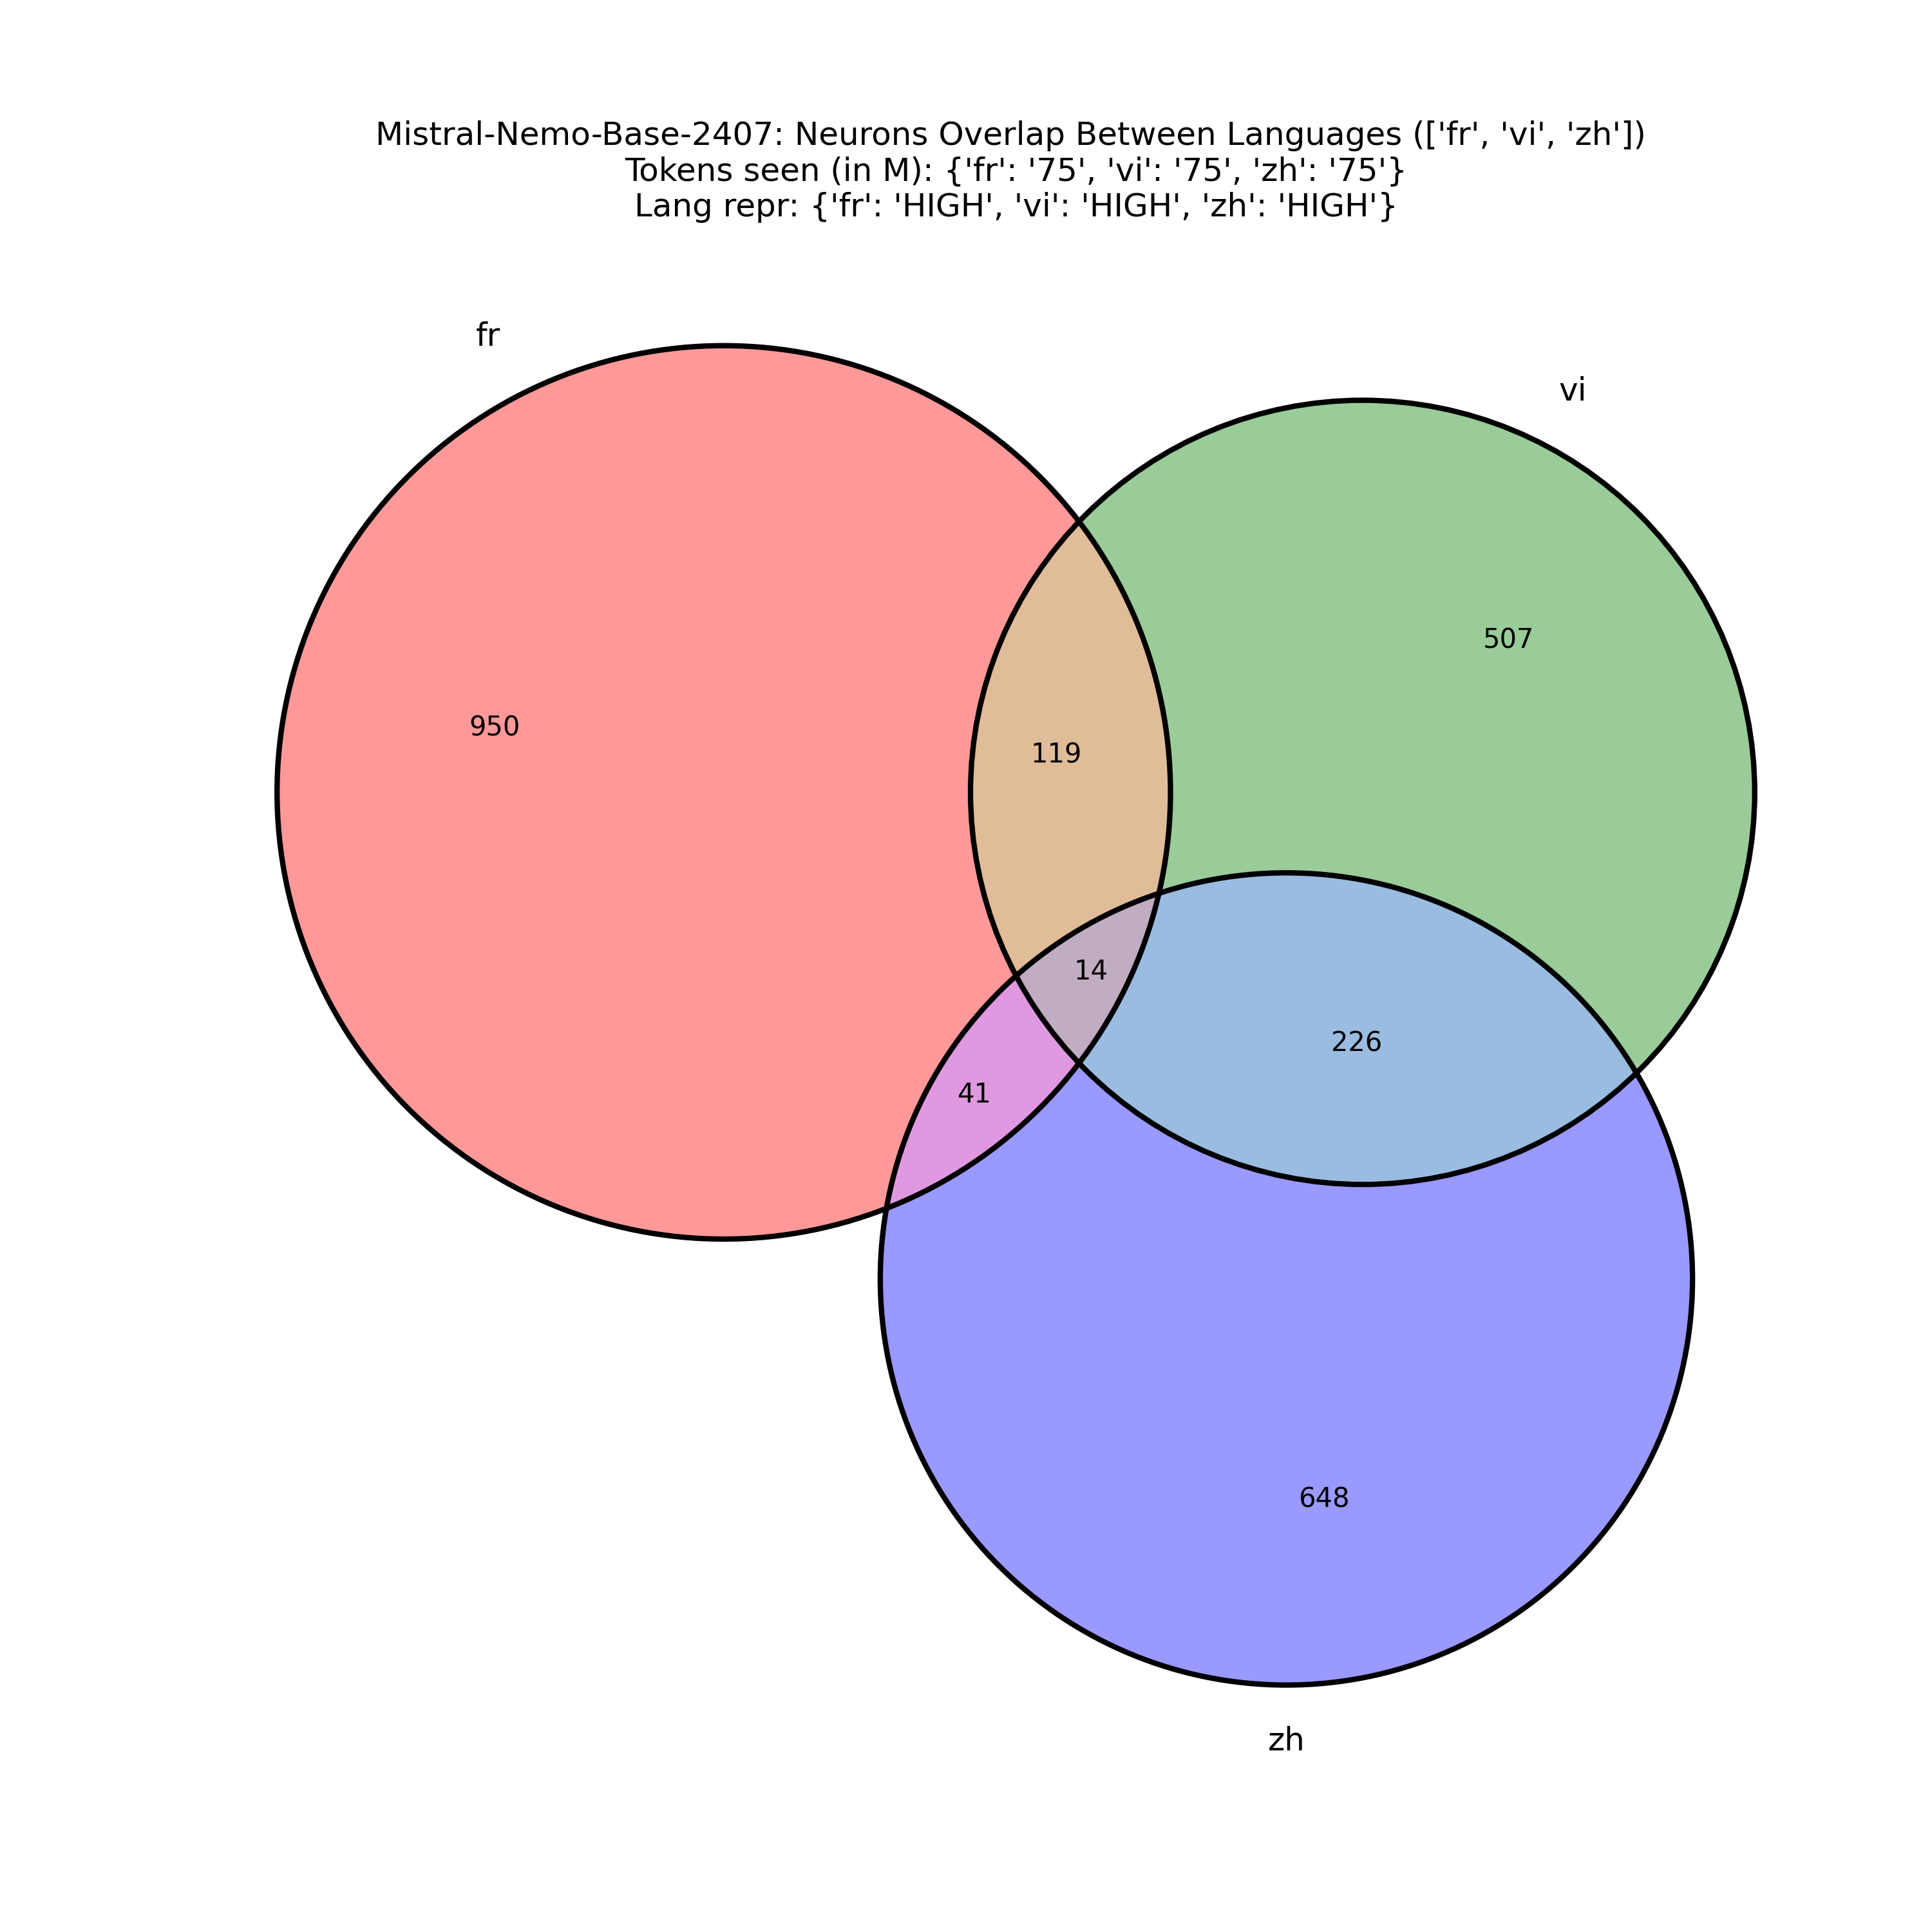 Mistral-Nemo-Base-2407: Neurons Overlap Between Languages (['fr', 'vi', 'zh'])
Tokens seen (in M): {'fr': '75', 'vi': '75', 'zh': '75'}
Lang repr: {'fr': 'HIGH', 'vi': 'HIGH', 'zh': 'HIGH'}
fr
vi
507
950
119
14
226
41
648
zh